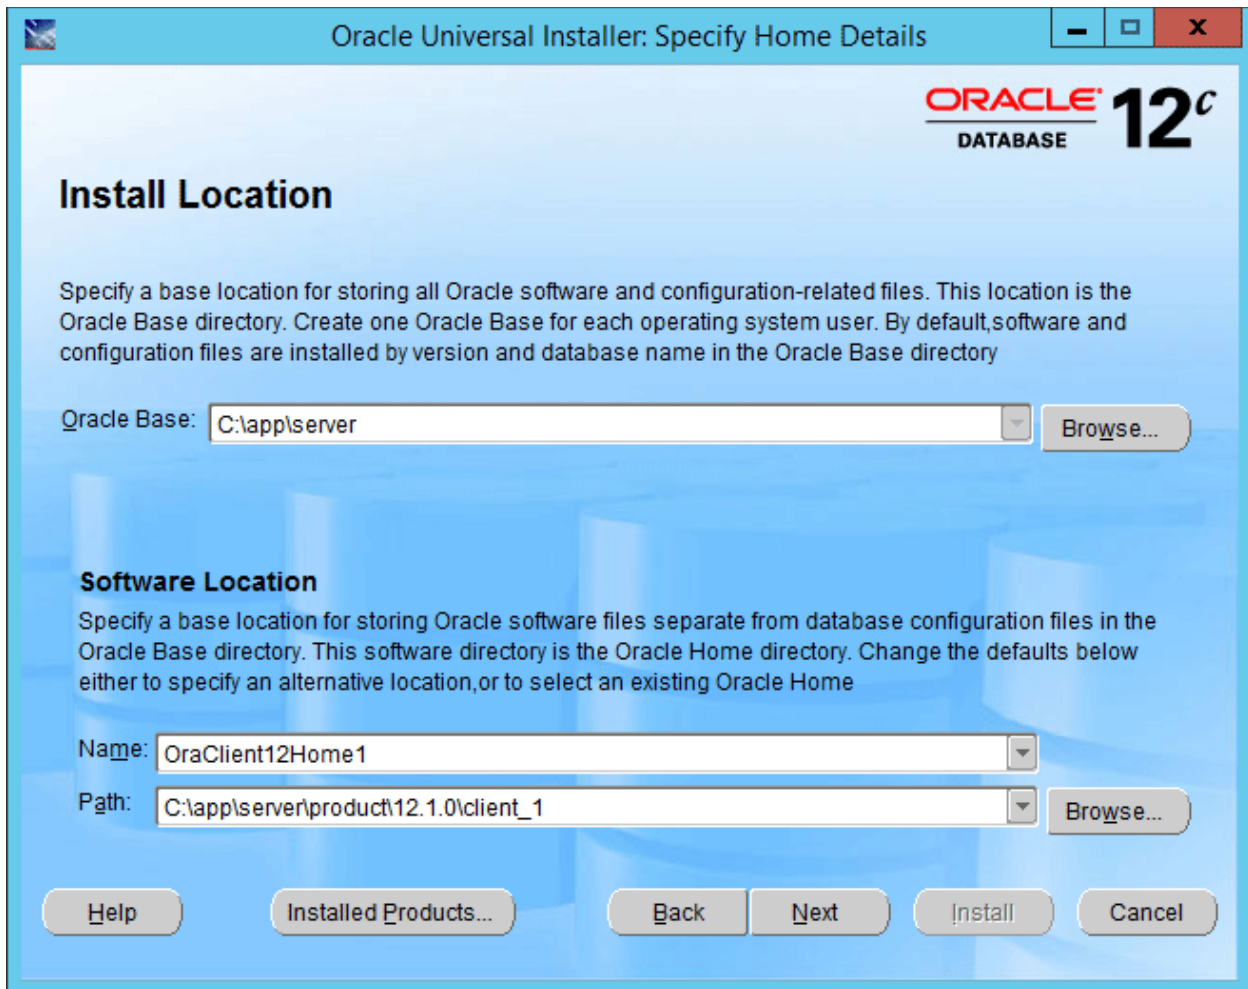 Oracle Universal Installer: Specify Home Details
X
ORACLE 12c
DATABASE
Install Location
Specify a base location for storing all Oracle software and configuration-related files. This location is the
Oracle Base directory. Create one Oracle Base for each operating system user. By default,software and
configuration files are installed by version and database name in the Oracle Base directory
Oracle Base: C:\app\server Browse...
Software Location
Specify a base location for storing Oracle software files separate from database configuration files in the
Oracle Base directory. This software directory is the Oracle Home directory. Change the defaults below
either to specify an alternative location,or to select an existing Oracle Home
Name: OraClient12Home1
Path: C:\app\server\product\12.1.0\client_1 Browse...
Help Installed Products... Back Next Install Cancel